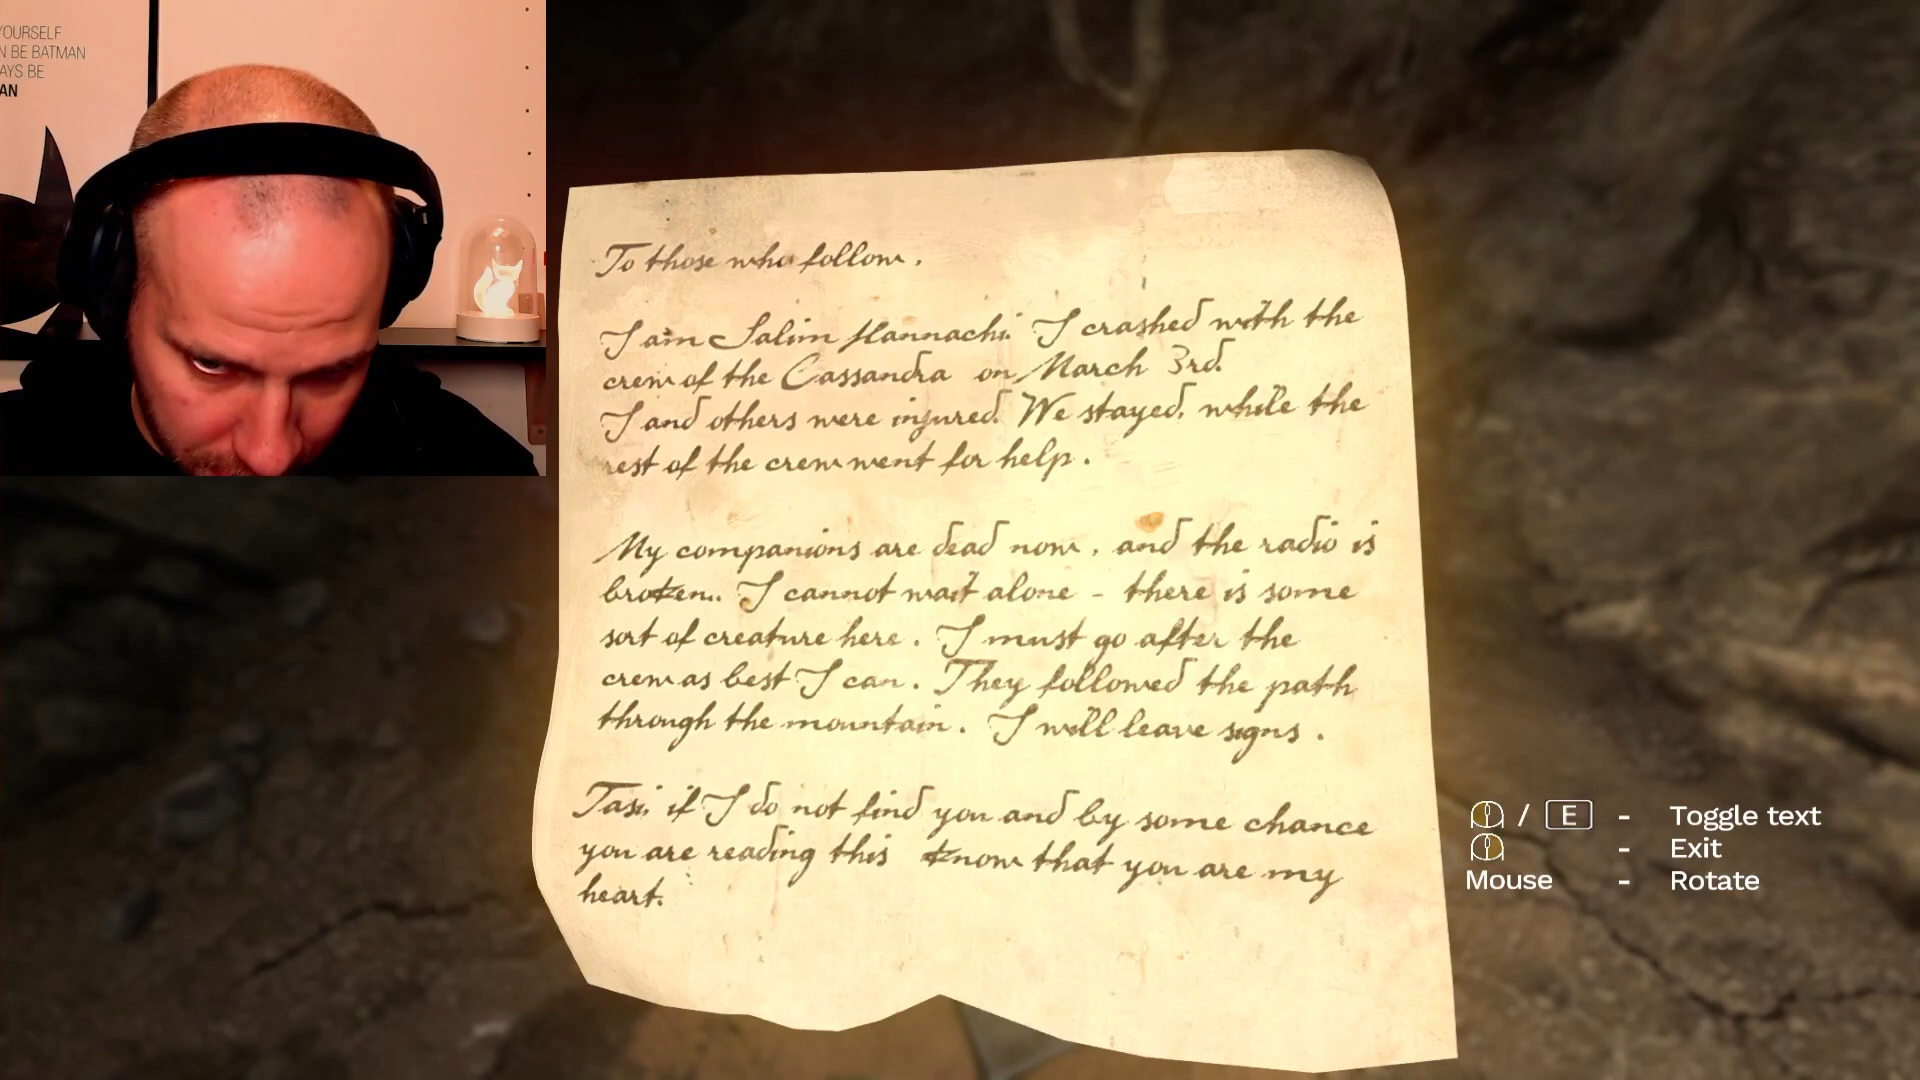 YOURSELF
N BE BATMAN
AYS BE
AN
To those who follow.
I am Salim Hannachi. I crashed with the
crew of the Cassandra on March 3rd.
I and others were injured. We stayed, while the
rest of the crew went for help.
My companions are dead now, and the radio is
broken. I cannot wait alone - there is some
sort of creature here. I must go after the
crew as best I can. They followed the path
through the mountain. I will leave signs.
Tasi, if I do not find you and by some chance
you are reading this know that you are my
heart.
/ E - Toggle text
- Exit
Mouse - Rotate